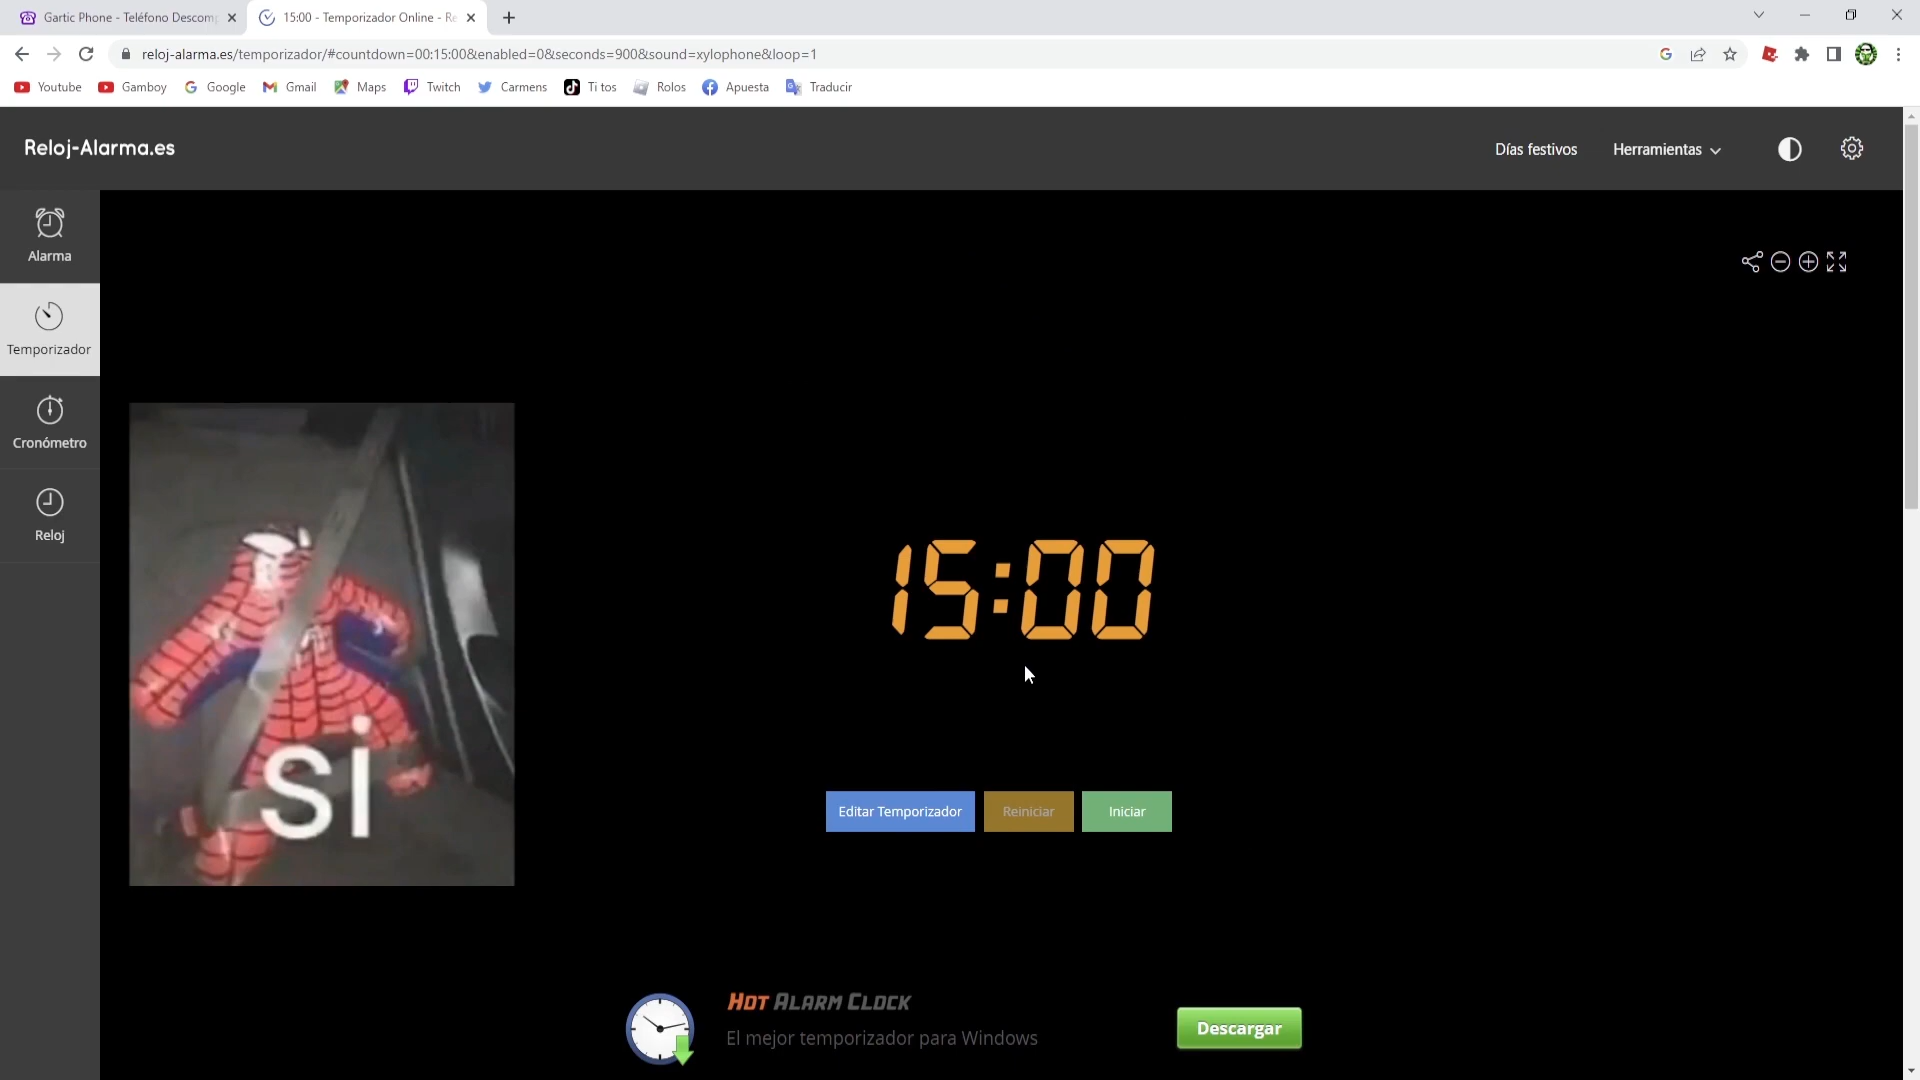 Gartic Phone - Teléfono Descomp
15:00 - Temporizador Online - Re
reloj-alarma.es/temporizador/#countdown=00:15:00&enabled=0&seconds=900&sound=xylophone&loop=1
Youtube Gamboy Google Gmail Maps Twitch Carmens Ti tos Rolos Apuesta Traducir
Reloj-Alarma.es
Días festivos Herramientas
Alarma
Temporizador
Cronómetro
Reloj
si
15:00
Editar Temporizador Reiniciar Iniciar
Hot Alarm Clock
El mejor temporizador para Windows
Descargar